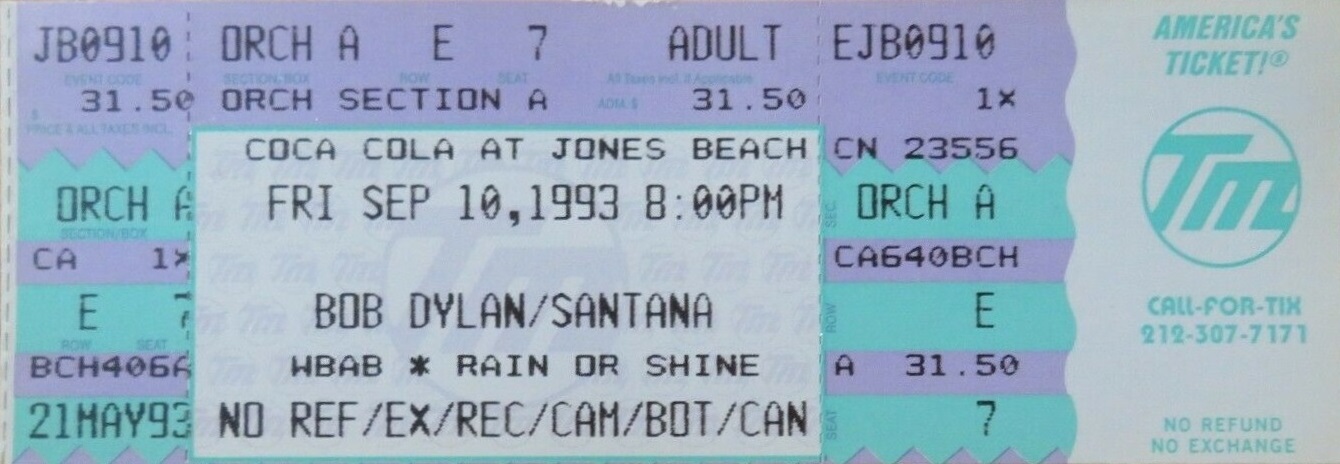 JB0910 ORCH A E 7 ADULT EJB0910
EVENT CODE SECTION/BOX ROW SEAT All Taxes Incl. If Applicable EVENT CODE
$ 31.50 ORCH SECTION A ADM. $ 31.50 1X
PRICE & ALL TAXES INCL.
COCA COLA AT JONES BEACH CN 23556
ORCH A FRI SEP 10,1993 8:00PM SEC. ORCH A
SECTION/BOX
CA 1X CA640BCH
E 7 BOB DYLAN/SANTANA ROW E
ROW SEAT
BCH406A WBAB * RAIN OR SHINE A 31.50
21MAY93 NO REF/EX/REC/CAM/BOT/CAN SEAT 7
AMERICA'S
TICKET!®
Tm
CALL-FOR-TIX
212-307-7171
NO REFUND
NO EXCHANGE